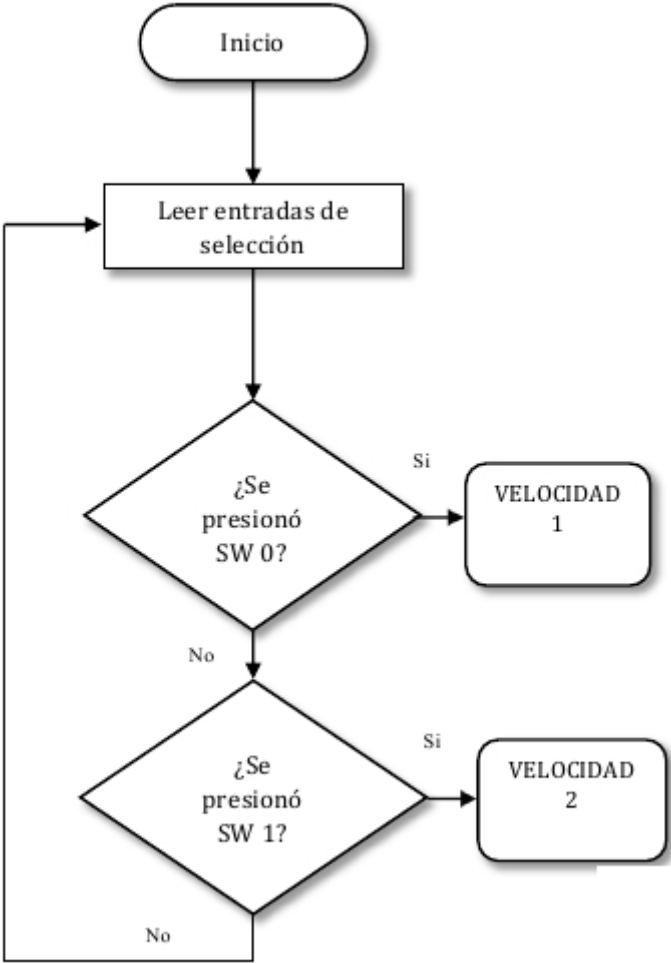 Inicio
Leer entradas de
selección
¿Se
presionó
SW 0?
Si
VELOCIDAD
1
No
¿Se
presionó
SW 1?
Si
VELOCIDAD
2
No